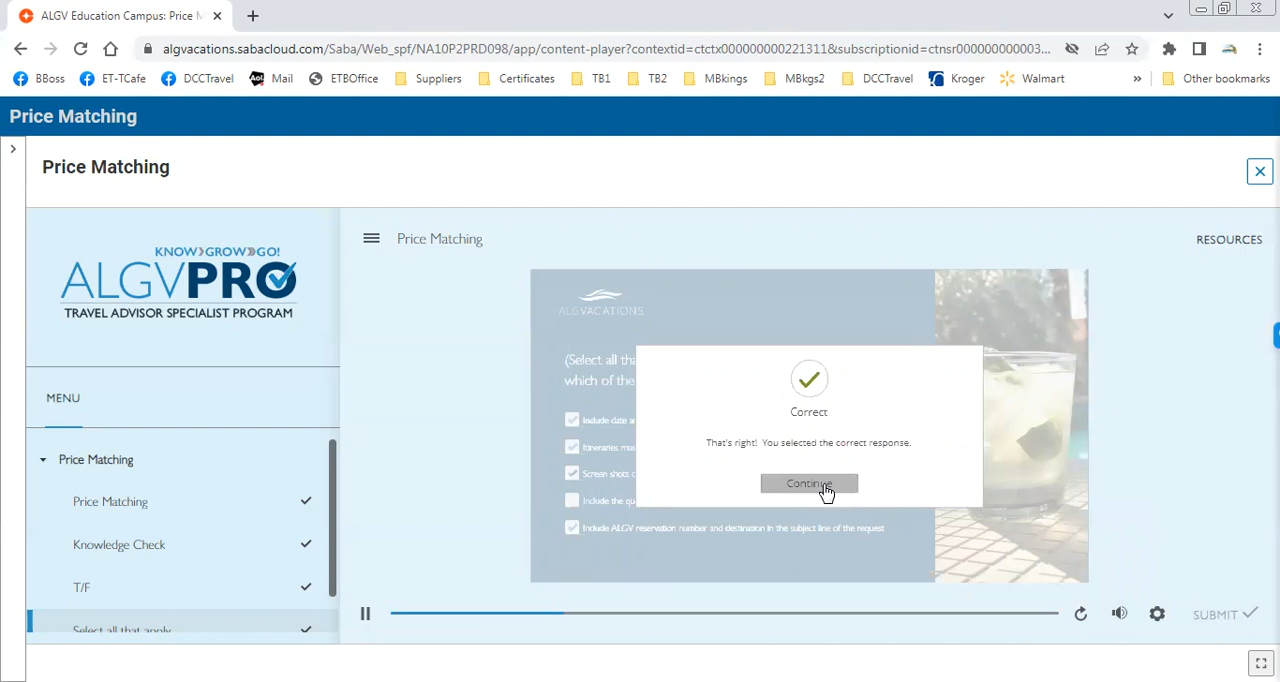 ALGV Education Campus: Price M
algvacations.sabacloud.com/Saba/Web_spf/NA10P2PRD098/app/content-player?contextid=ctctx000000000221311&subscriptionid=ctnsr000000000003...
BBoss ET-TCafe DCCTravel Aol. Mail ETBOffice Suppliers Certificates TB1 TB2 MBkings MBkgs2 DCCTravel Kroger Walmart » Other bookmarks
Price Matching
Price Matching
KNOW GROW GO!
ALGVPRO
TRAVEL ADVISOR SPECIALIST PROGRAM
MENU
Price Matching
Price Matching
Knowledge Check
T/F
Select all that apply
Price Matching
RESOURCES
ALGVACATIONS
(Select all tha
which of the
Include date a
Itineraries mus
Screen shots o
Include the qu
Include ALGV reservation number and destination in the subject line of the request
Correct
That's right! You selected the correct response.
Continue
SUBMIT